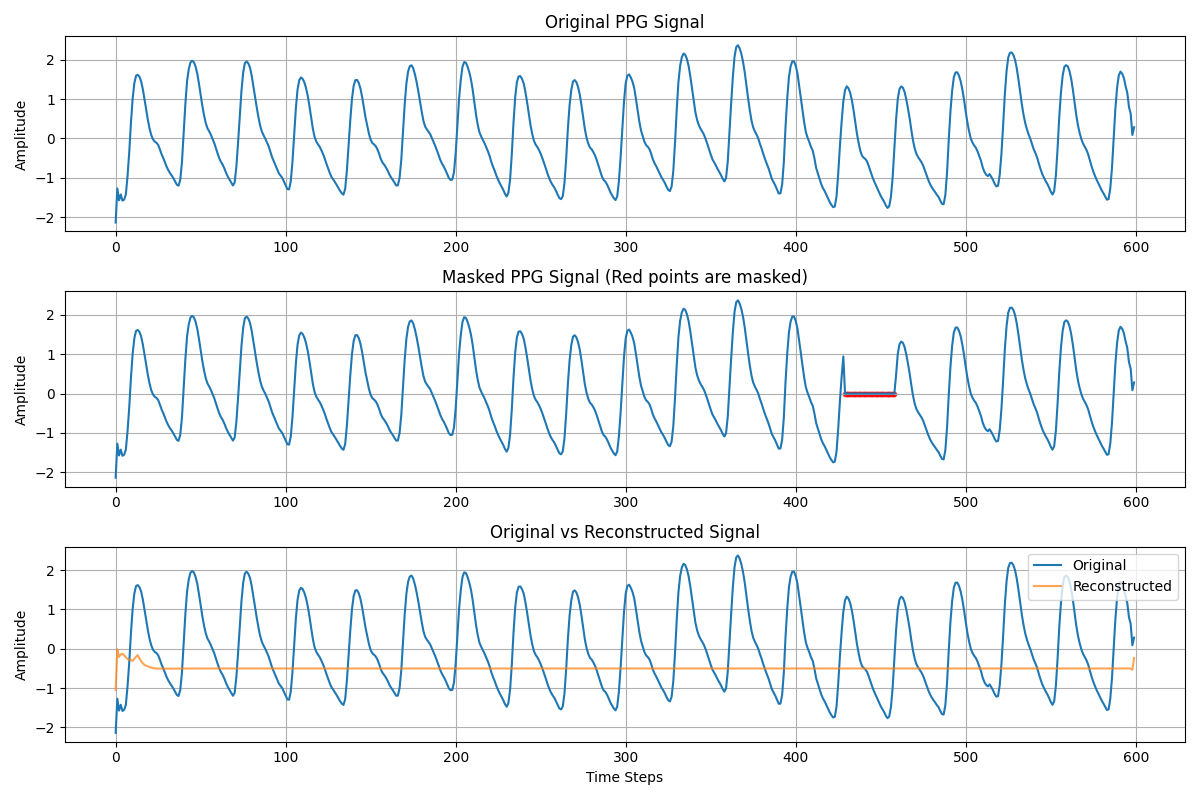 Original PPG Signal
Amplitude
2
1
0
−1
−2
0 100 200 300 400 500 600
Masked PPG Signal (Red points are masked)
Amplitude
2
1
0
−1
−2
0 100 200 300 400 500 600
Original vs Reconstructed Signal
Amplitude
2
1
0
−1
−2
Original
Reconstructed
0 100 200 300 400 500 600
Time Steps